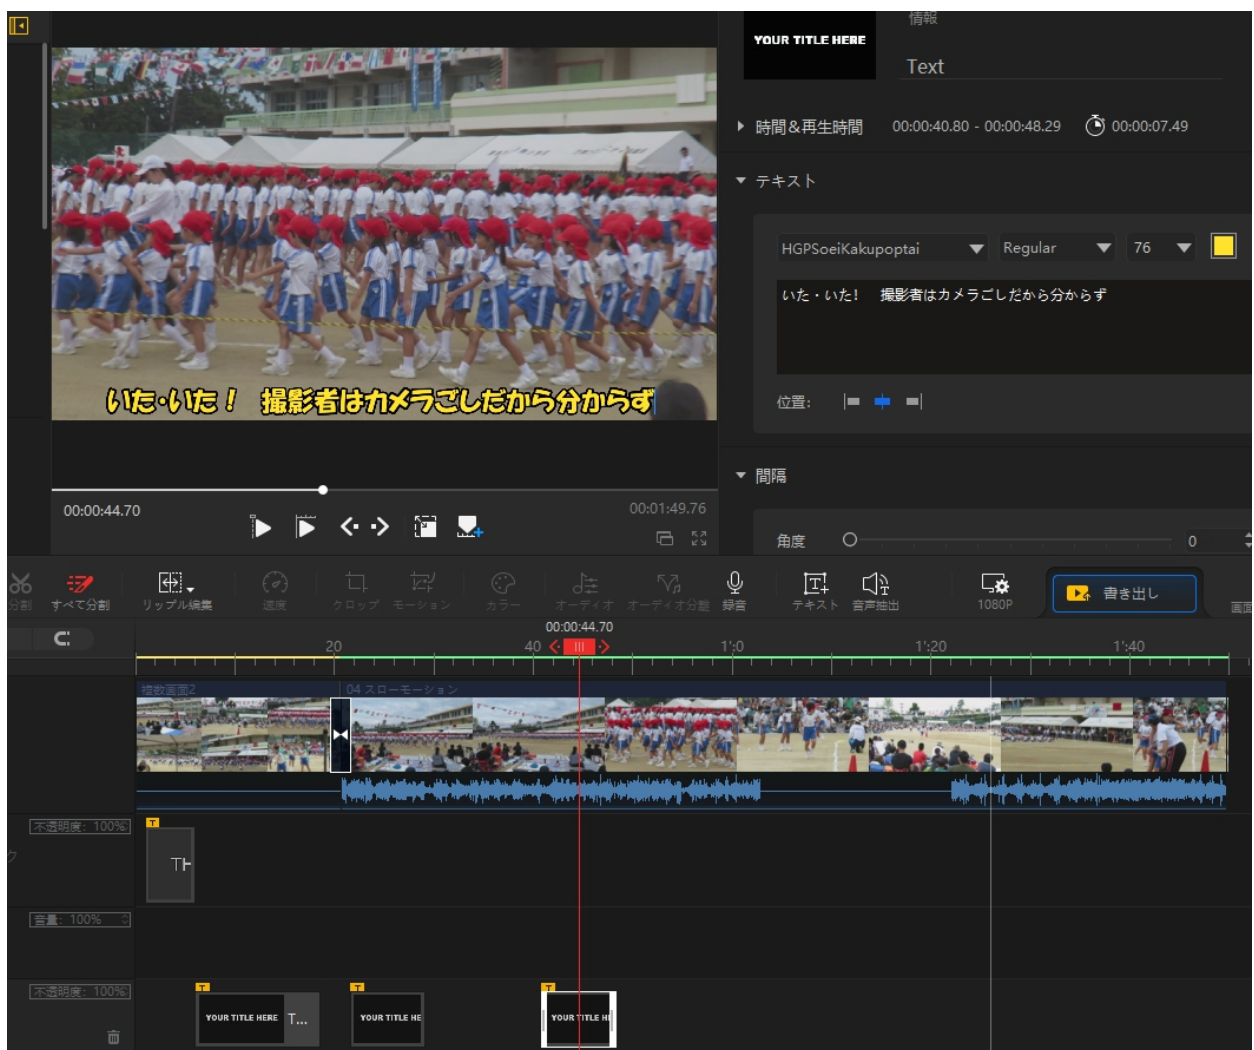 情報
YOUR TITLE HERE
Text
時間&再生時間 00:00:40.80 - 00:00:48.29 00:00:07.49
テキスト
HGPSoeiKakupoptai Regular 76
いた・いた! 撮影者はカメラごしだから分からず
位置:
間隔
角度 0
いた・いた! 撮影者はカメラごしだから分からず
00:00:44.70 00:01:49.76
分割 すべて分割 リップル編集 速度 クロップ モーション カラー オーディオ オーディオ分離 録音 テキスト 音声抽出 1080P 書き出し 画面
00:00:44.70
20 40 1':0 1':20 1':40
複数画面2 04 スローモーション
不透明度: 100%
T
ク
音量: 100%
不透明度: 100%
T T T
YOUR TITLE HERE T... YOUR TITLE HE YOUR TITLE H